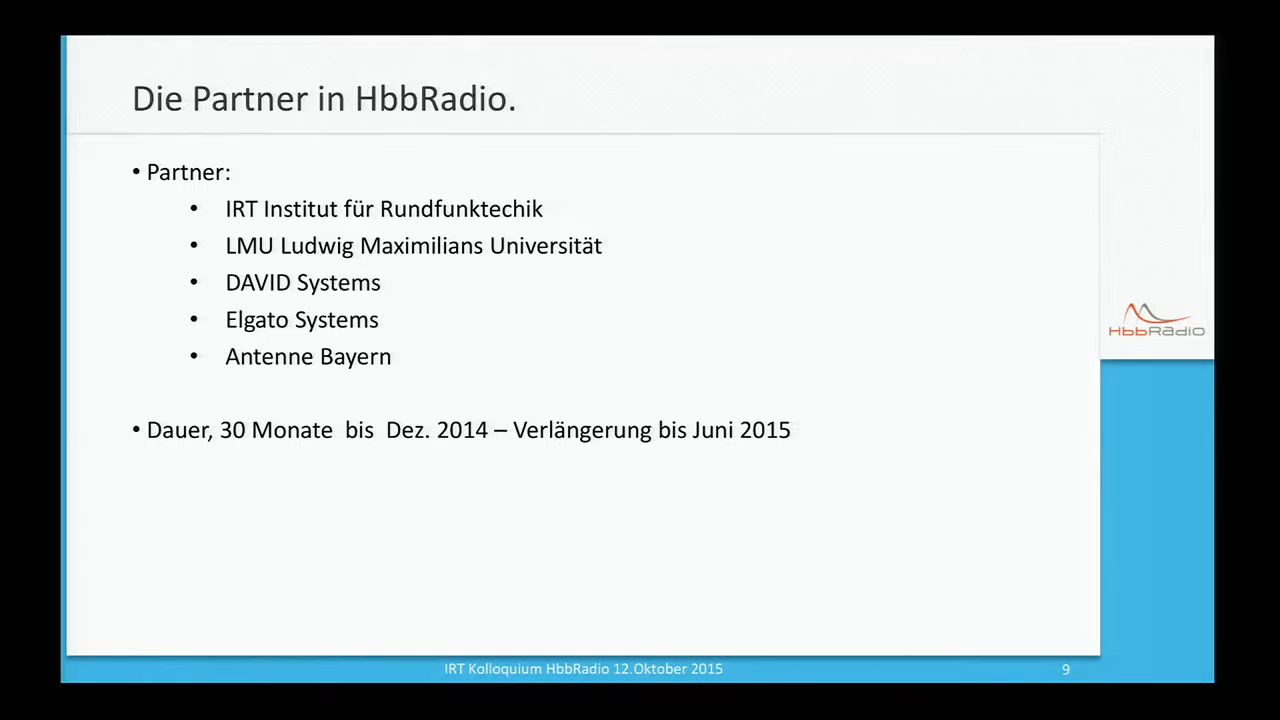 Die Partner in HbbRadio.
• Partner:
• IRT Institut für Rundfunktechik
• LMU Ludwig Maximilians Universität
• DAVID Systems
• Elgato Systems
• Antenne Bayern
HbbRadio
• Dauer, 30 Monate bis Dez. 2014 – Verlängerung bis Juni 2015
IRT Kolloquium HbbRadio 12.Oktober 2015
9